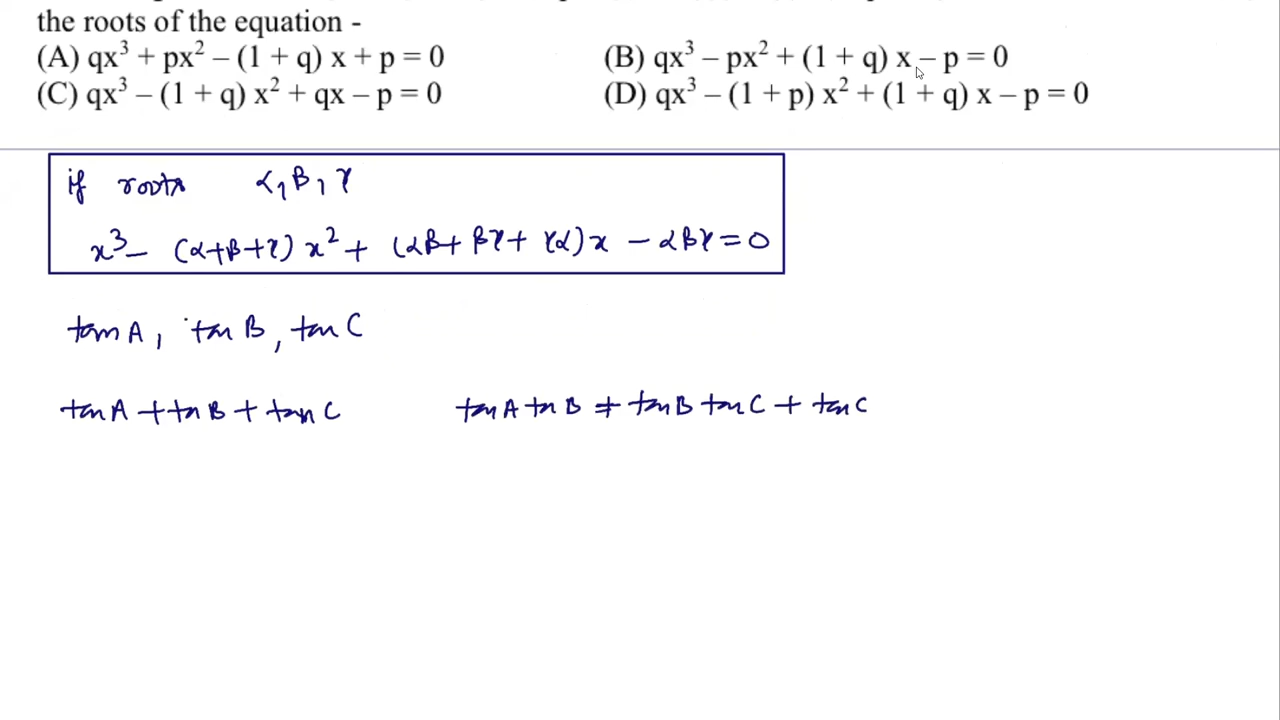 the roots of the equation -
(A) qx³ + px² – (1 + q) x + p = 0 (B) qx³ – px² + (1 + q) x – p = 0
(C) qx³ – (1 + q) x² + qx – p = 0 (D) qx³ – (1 + p) x² + (1 + q) x – p = 0
if roots α, β, γ
x³ – (α+β+γ) x² + (αβ + βγ + γα)x – αβγ = 0
tan A, tan B, tan C
tan A + tan B + tan C tan A tan B + tan B tan C + tan C